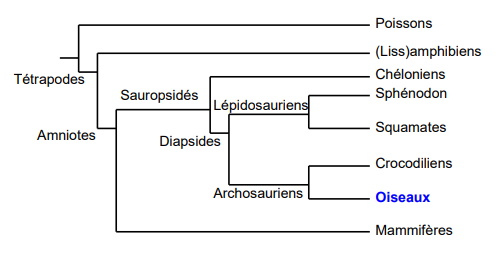 Poissons
(Liss)amphibiens
Tétrapodes
Chéloniens
Sauropsidés
Sphénodon
Lépidosauriens
Squamates
Amniotes
Diapsides
Crocodiliens
Archosauriens
Oiseaux
Mammifères